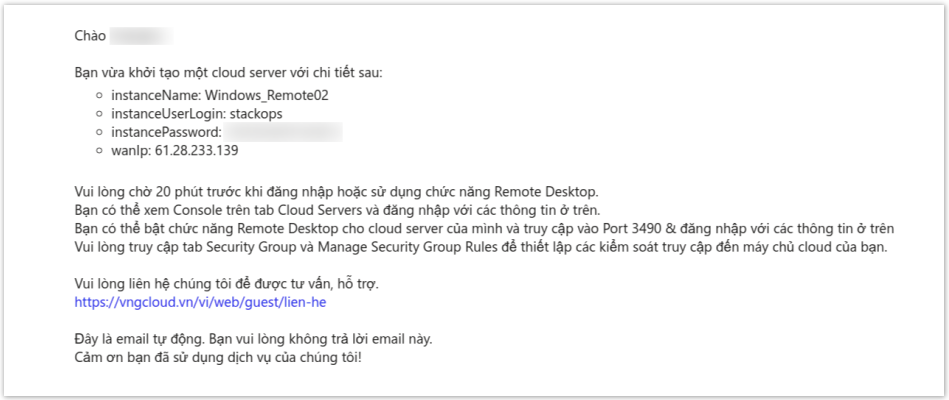 Chào
Bạn vừa khởi tạo một cloud server với chi tiết sau:
instanceName: Windows_Remote02
instanceUserLogin: stackops
instancePassword:
wanIp: 61.28.233.139
Vui lòng chờ 20 phút trước khi đăng nhập hoặc sử dụng chức năng Remote Desktop.
Bạn có thể xem Console trên tab Cloud Servers và đăng nhập với các thông tin ở trên.
Bạn có thể bật chức năng Remote Desktop cho cloud server của mình và truy cập vào Port 3490 & đăng nhập với các thông tin ở trên
Vui lòng truy cập tab Security Group và Manage Security Group Rules để thiết lập các kiểm soát truy cập đến máy chủ cloud của bạn.
Vui lòng liên hệ chúng tôi để được tư vấn, hỗ trợ.
https://vngcloud.vn/vi/web/guest/lien-he
Đây là email tự động. Bạn vui lòng không trả lời email này.
Cảm ơn bạn đã sử dụng dịch vụ của chúng tôi!